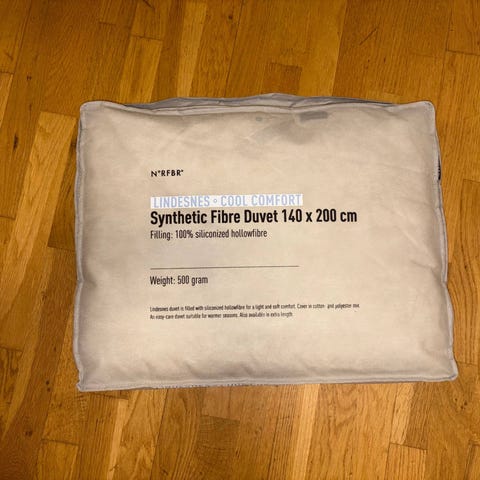 N°RFBR°
LINDESNES ° COOL COMFORT
Synthetic Fibre Duvet 140 x 200 cm
Filling: 100% siliconized hollowfibre
Weight: 500 gram
Lindesnes duvet is filled with siliconized hollowfibre for a light and soft comfort. Cover in cotton- and polyester mix.
An easy-care duvet suitable for warmer seasons. Also available in extra length.